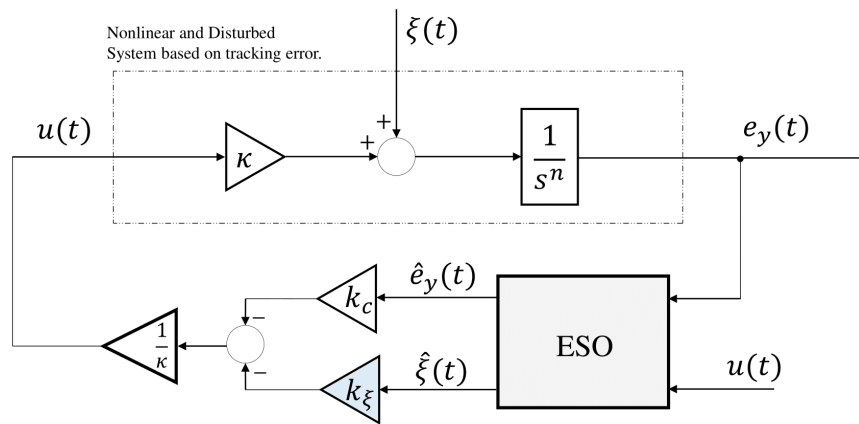 Nonlinear and Disturbed
System based on tracking error.
ξ(t)
u(t)
+
+
κ
1
sⁿ
e_y(t)
ê_y(t)
k_c
−
ESO
1
κ
−
k_ξ
ξ̂(t)
u(t)